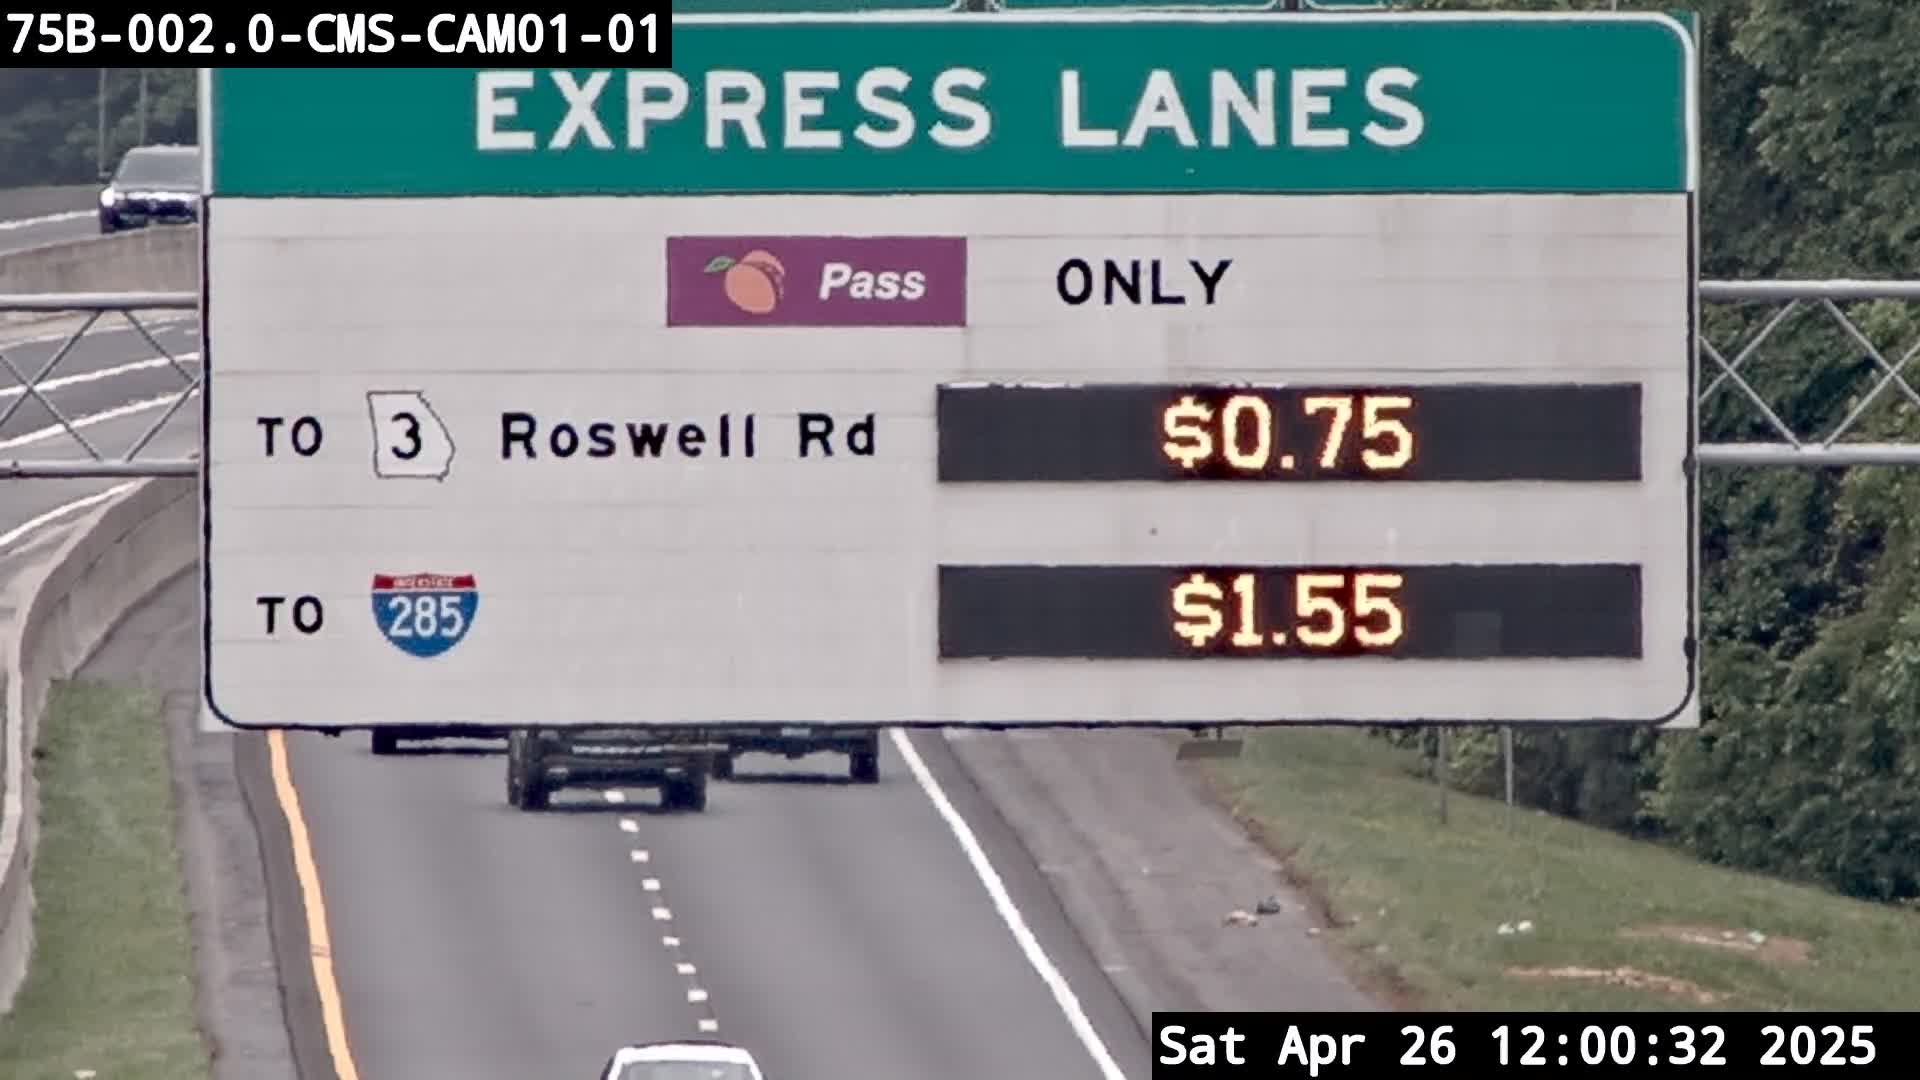 75B-002.0-CMS-CAM01-01
EXPRESS LANES
Pass ONLY
TO 3 Roswell Rd $0.75
INTERSTATE
TO 285 $1.55
Sat Apr 26 12:00:32 2025